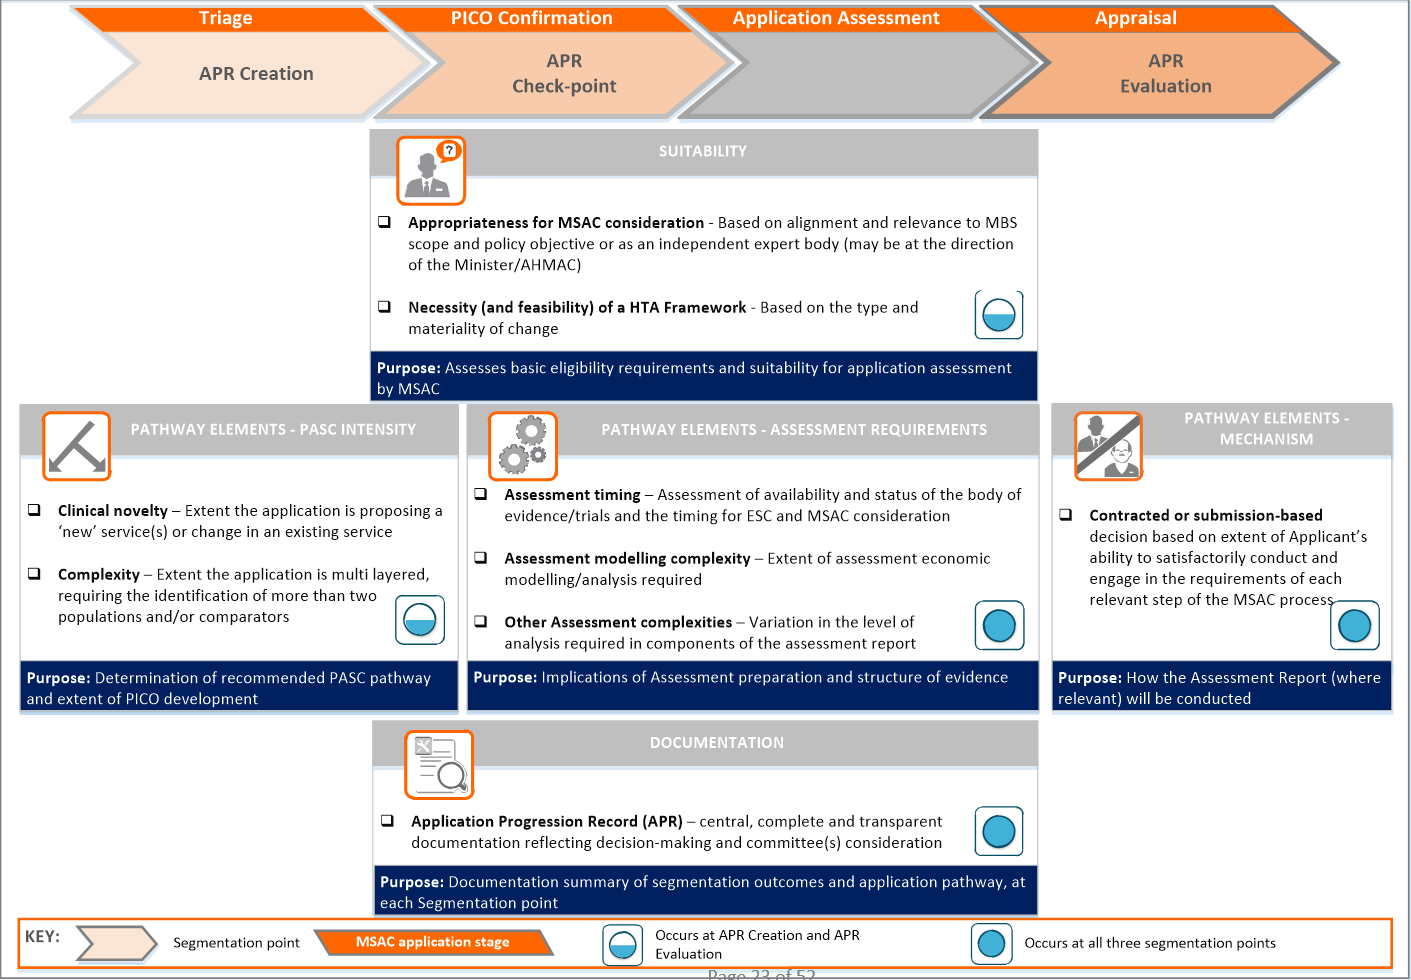 Triage
PICO Confirmation
Application Assessment
Appraisal
APR Creation
APR
Check-point
APR
Evaluation
SUITABILITY
?
❑ Appropriateness for MSAC consideration - Based on alignment and relevance to MBS
scope and policy objective or as an independent expert body (may be at the direction
of the Minister/AHMAC)
❑ Necessity (and feasibility) of a HTA Framework - Based on the type and
materiality of change
Purpose: Assesses basic eligibility requirements and suitability for application assessment
by MSAC
PATHWAY ELEMENTS - PASC INTENSITY
❑ Clinical novelty – Extent the application is proposing a
‘new’ service(s) or change in an existing service
❑ Complexity – Extent the application is multi layered,
requiring the identification of more than two
populations and/or comparators
Purpose: Determination of recommended PASC pathway
and extent of PICO development
PATHWAY ELEMENTS - ASSESSMENT REQUIREMENTS
❑ Assessment timing – Assessment of availability and status of the body of
evidence/trials and the timing for ESC and MSAC consideration
❑ Assessment modelling complexity – Extent of assessment economic
modelling/analysis required
❑ Other Assessment complexities – Variation in the level of
analysis required in components of the assessment report
Purpose: Implications of Assessment preparation and structure of evidence
PATHWAY ELEMENTS -
MECHANISM
❑ Contracted or submission-based
decision based on extent of Applicant’s
ability to satisfactorily conduct and
engage in the requirements of each
relevant step of the MSAC process
Purpose: How the Assessment Report (where
relevant) will be conducted
DOCUMENTATION
❑ Application Progression Record (APR) – central, complete and transparent
documentation reflecting decision-making and committee(s) consideration
Purpose: Documentation summary of segmentation outcomes and application pathway, at
each Segmentation point
KEY:
Segmentation point
MSAC application stage
Occurs at APR Creation and APR
Evaluation
Occurs at all three segmentation points
Page 23 of 52